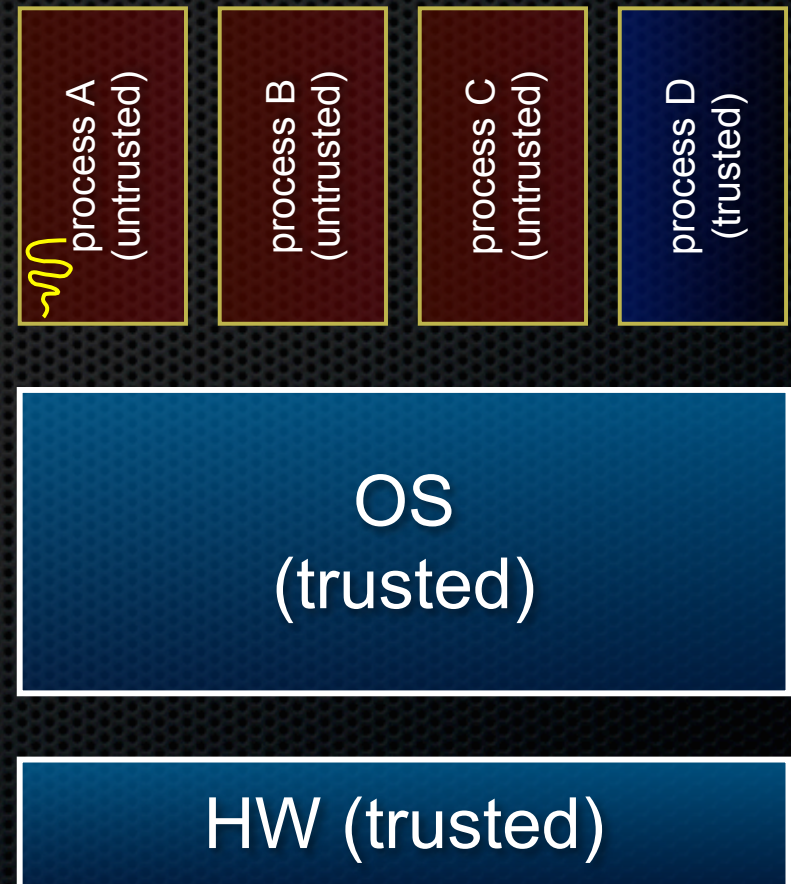 process A
(untrusted)
process B
(untrusted)
process C
(untrusted)
process D
(trusted)
OS
(trusted)
HW (trusted)